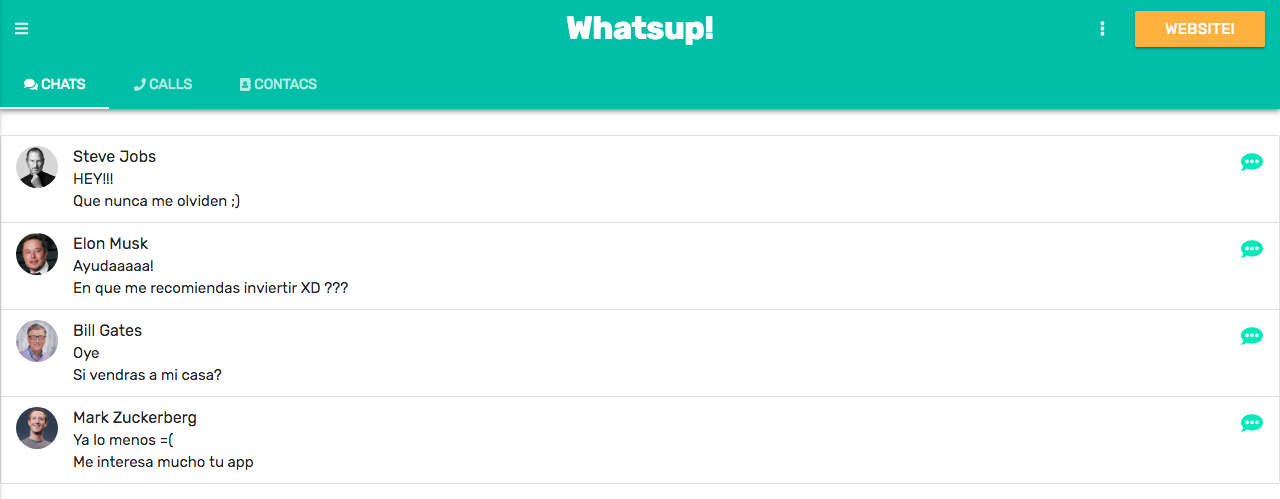 Whatsup!
WEBSITE!
CHATS
CALLS
CONTACS
Steve Jobs
HEY!!!
Que nunca me olviden ;)
Elon Musk
Ayudaaaaa!
En que me recomiendas inviertir XD ???
Bill Gates
Oye
Si vendras a mi casa?
Mark Zuckerberg
Ya lo menos =(
Me interesa mucho tu app